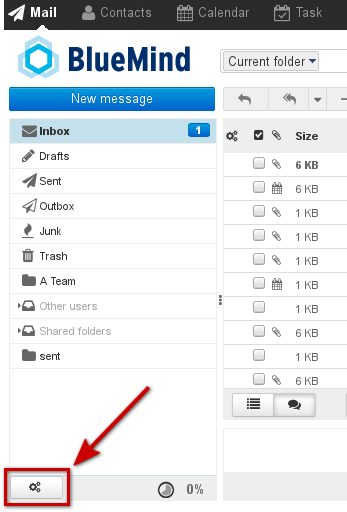 Mail Contacts Calendar Task
BlueMind
Current folder
New message
Inbox 1
Size
Drafts
6 KB
Sent
6 KB
Outbox
1 KB
Junk
1 KB
Trash
1 KB
A Team
1 KB
Other users
1 KB
Shared folders
6 KB
sent
1 KB
6 KB
0%